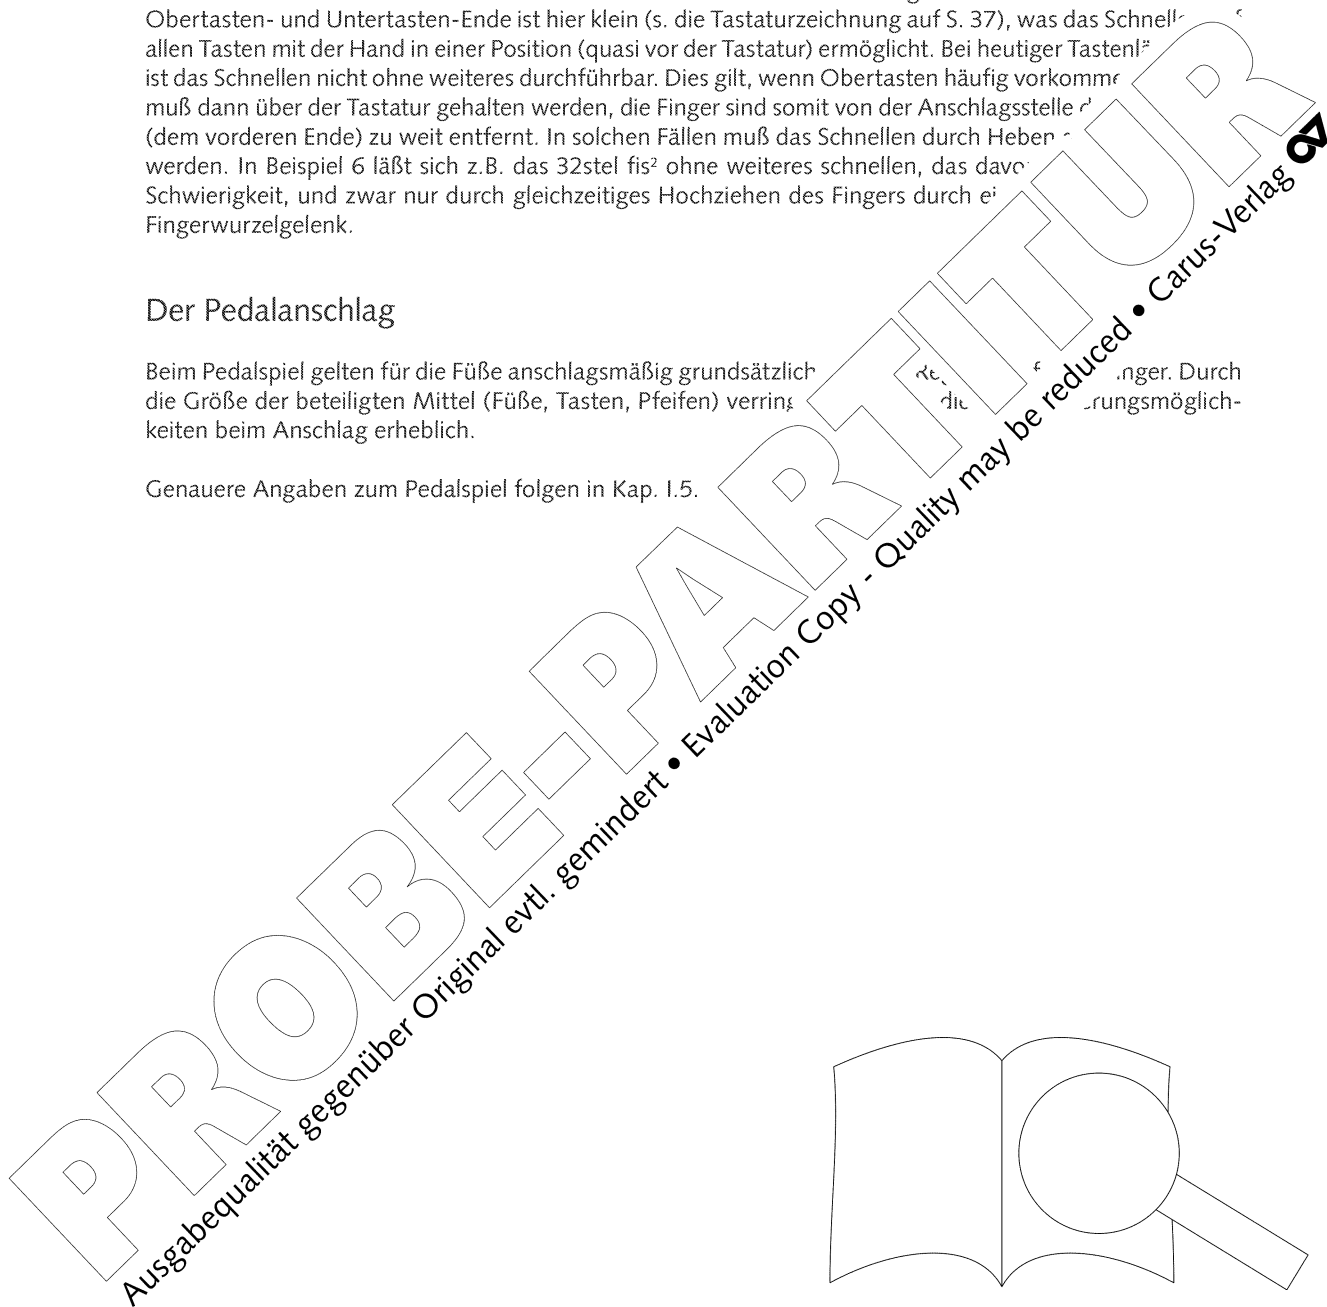 Obertasten- und Untertasten-Ende ist hier klein (s. die Tastaturzeichnung auf S. 37), was das
allen Tasten mit der Hand in einer Position (quasi vor der Tastatur) ermöglicht. Bei heutiger
ist das Schnellen nicht ohne weiteres durchführbar. Dies gilt, wenn Obertasten häufig
muß dann über der Tastatur gehalten werden, die Finger sind somit von der Anschlagsstelle
(dem vorderen Ende) zu weit entfernt. In solchen Fällen muß das Schnellen durch Heben
werden. In Beispiel 6 läßt sich z.B. das 32stel fis² ohne weiteres schnellen, das
Schwierigkeit, und zwar nur durch gleichzeitiges Hochziehen des Fingers durch
Fingerwurzelgelenk.
Der Pedalanschlag
Beim Pedalspiel gelten für die Füße anschlagsmäßig grundsätzlich Durch
die Größe der beteiligten Mittel (Füße, Tasten, Pfeifen)
keiten beim Anschlag erheblich.
Genauere Angaben zum Pedalspiel folgen in Kap. I.5.
PROBE-PARTITUR
Ausgabequalität gegenüber Original evtl. gemindert • Evaluation Copy - Quality may be reduced • Carus-Verlag